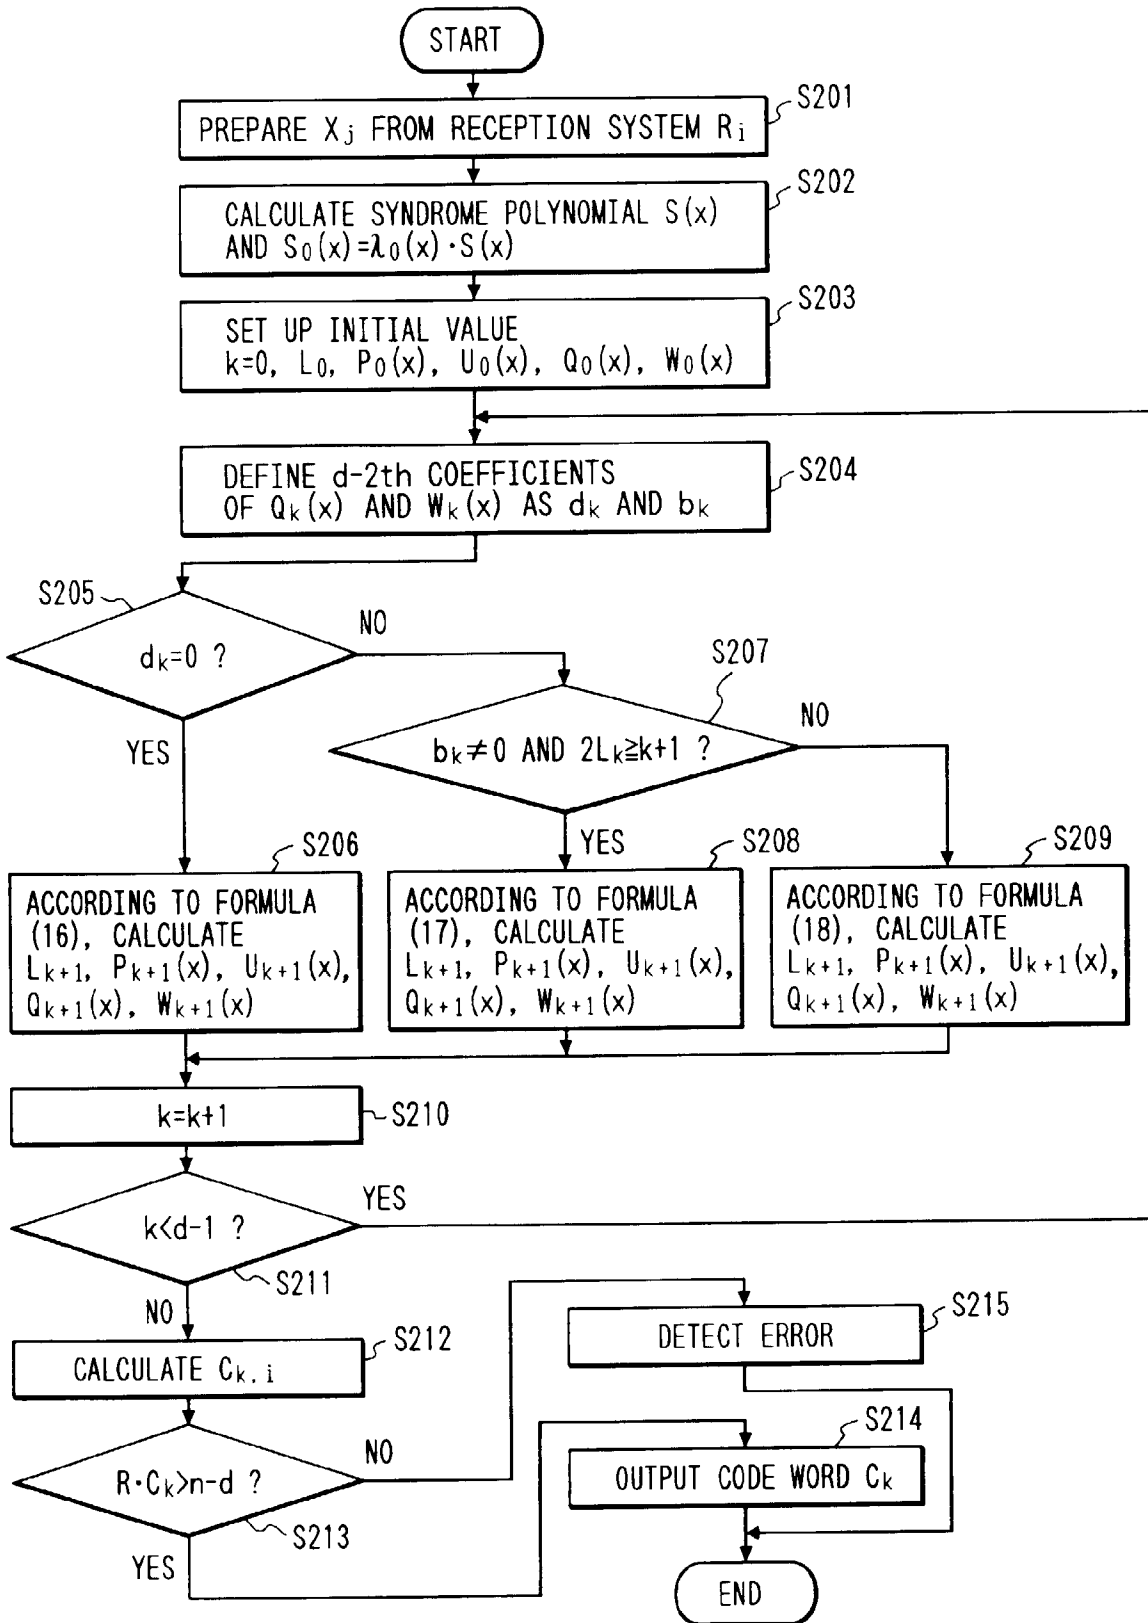 START
S201
PREPARE Xj FROM RECEPTION SYSTEM Ri
S202
CALCULATE SYNDROME POLYNOMIAL S(x)
AND S0(x)=λ0(x)·S(x)
S203
SET UP INITIAL VALUE
k=0, L0, P0(x), U0(x), Q0(x), W0(x)
S204
DEFINE d-2th COEFFICIENTS
OF Qk(x) AND Wk(x) AS dk AND bk
S205
dk=0 ?
NO
YES
S207
bk≠0 AND 2Lk≧k+1 ?
NO
YES
S206
ACCORDING TO FORMULA
(16), CALCULATE
Lk+1, Pk+1(x), Uk+1(x),
Qk+1(x), Wk+1(x)
S208
ACCORDING TO FORMULA
(17), CALCULATE
Lk+1, Pk+1(x), Uk+1(x),
Qk+1(x), Wk+1(x)
S209
ACCORDING TO FORMULA
(18), CALCULATE
Lk+1, Pk+1(x), Uk+1(x),
Qk+1(x), Wk+1(x)
k=k+1
S210
k<d-1 ?
YES
S211
NO
S212
CALCULATE Ck,i
S215
DETECT ERROR
R·Ck>n-d ?
NO
S213
YES
S214
OUTPUT CODE WORD Ck
END